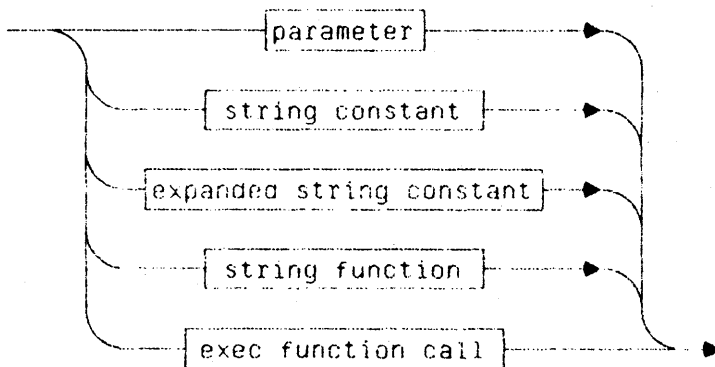 parameter
string constant
expanded string constant
string function
exec function call